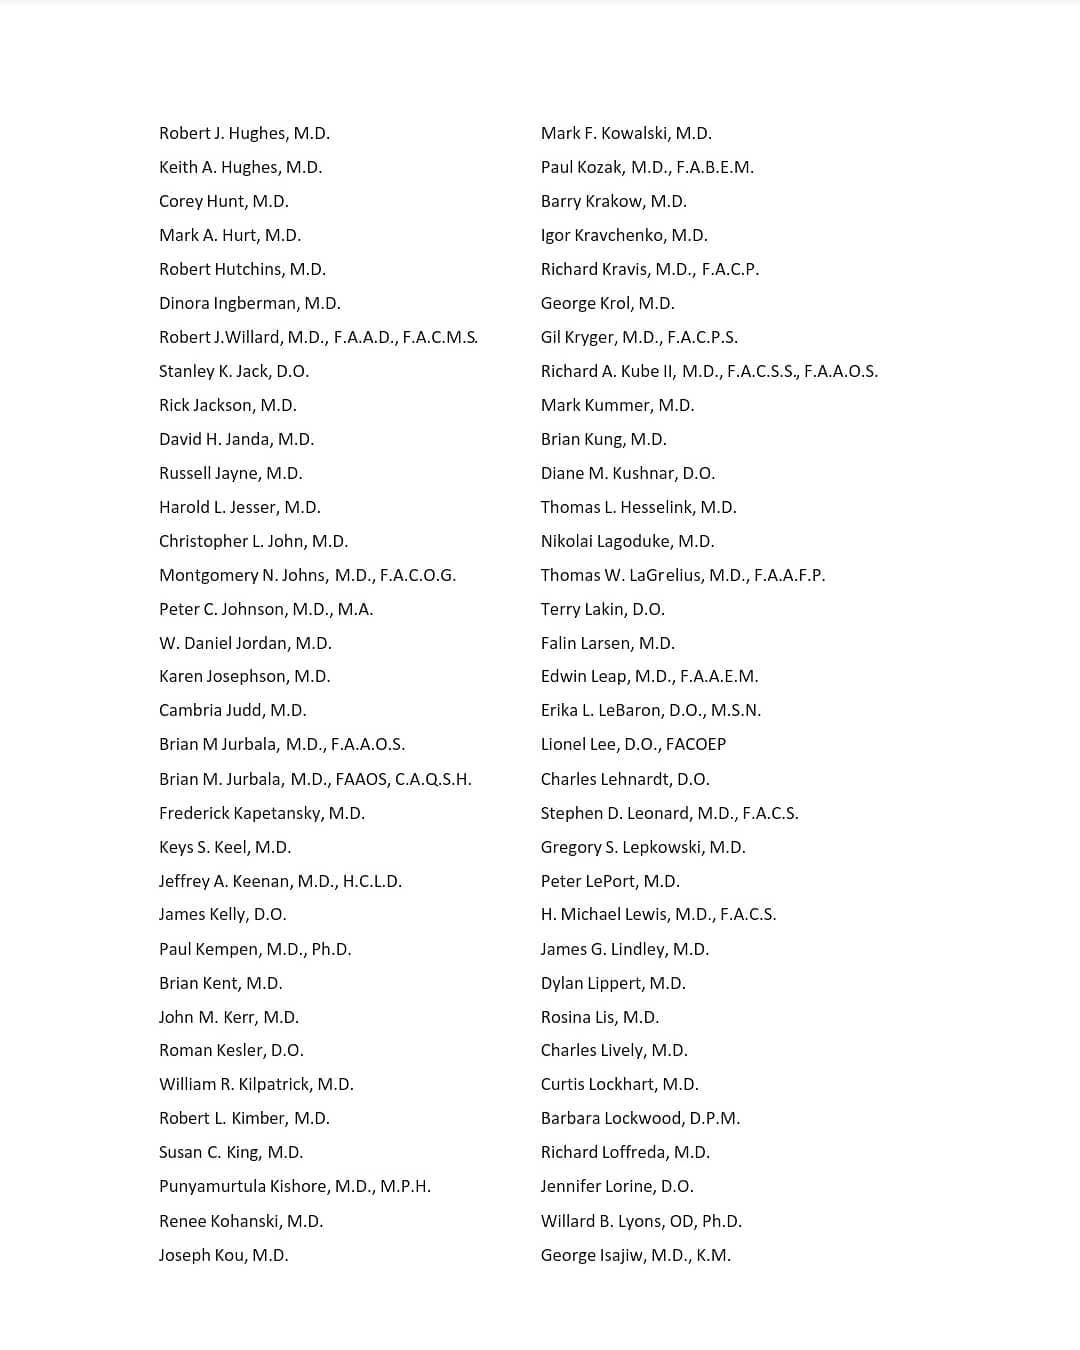 Robert J. Hughes, M.D.
Keith A. Hughes, M.D.
Corey Hunt, M.D.
Mark A. Hurt, M.D.
Robert Hutchins, M.D.
Dinora Ingberman, M.D.
Robert J.Willard, M.D., F.A.A.D., F.A.C.M.S.
Stanley K. Jack, D.O.
Rick Jackson, M.D.
David H. Janda, M.D.
Russell Jayne, M.D.
Harold L. Jesser, M.D.
Christopher L. John, M.D.
Montgomery N. Johns, M.D., F.A.C.O.G.
Peter C. Johnson, M.D., M.A.
W. Daniel Jordan, M.D.
Karen Josephson, M.D.
Cambria Judd, M.D.
Brian M Jurbala, M.D., F.A.A.O.S.
Brian M. Jurbala, M.D., FAAOS, C.A.Q.S.H.
Frederick Kapetansky, M.D.
Keys S. Keel, M.D.
Jeffrey A. Keenan, M.D., H.C.L.D.
James Kelly, D.O.
Paul Kempen, M.D., Ph.D.
Brian Kent, M.D.
John M. Kerr, M.D.
Roman Kesler, D.O.
William R. Kilpatrick, M.D.
Robert L. Kimber, M.D.
Susan C. King, M.D.
Punyamurtula Kishore, M.D., M.P.H.
Renee Kohanski, M.D.
Joseph Kou, M.D.
Mark F. Kowalski, M.D.
Paul Kozak, M.D., F.A.B.E.M.
Barry Krakow, M.D.
Igor Kravchenko, M.D.
Richard Kravis, M.D., F.A.C.P.
George Krol, M.D.
Gil Kryger, M.D., F.A.C.P.S.
Richard A. Kube II, M.D., F.A.C.S.S., F.A.A.O.S.
Mark Kummer, M.D.
Brian Kung, M.D.
Diane M. Kushnar, D.O.
Thomas L. Hesselink, M.D.
Nikolai Lagoduke, M.D.
Thomas W. LaGrelius, M.D., F.A.A.F.P.
Terry Lakin, D.O.
Falin Larsen, M.D.
Edwin Leap, M.D., F.A.A.E.M.
Erika L. LeBaron, D.O., M.S.N.
Lionel Lee, D.O., FACOEP
Charles Lehnardt, D.O.
Stephen D. Leonard, M.D., F.A.C.S.
Gregory S. Lepkowski, M.D.
Peter LePort, M.D.
H. Michael Lewis, M.D., F.A.C.S.
James G. Lindley, M.D.
Dylan Lippert, M.D.
Rosina Lis, M.D.
Charles Lively, M.D.
Curtis Lockhart, M.D.
Barbara Lockwood, D.P.M.
Richard Loffreda, M.D.
Jennifer Lorine, D.O.
Willard B. Lyons, OD, Ph.D.
George Isajiw, M.D., K.M.